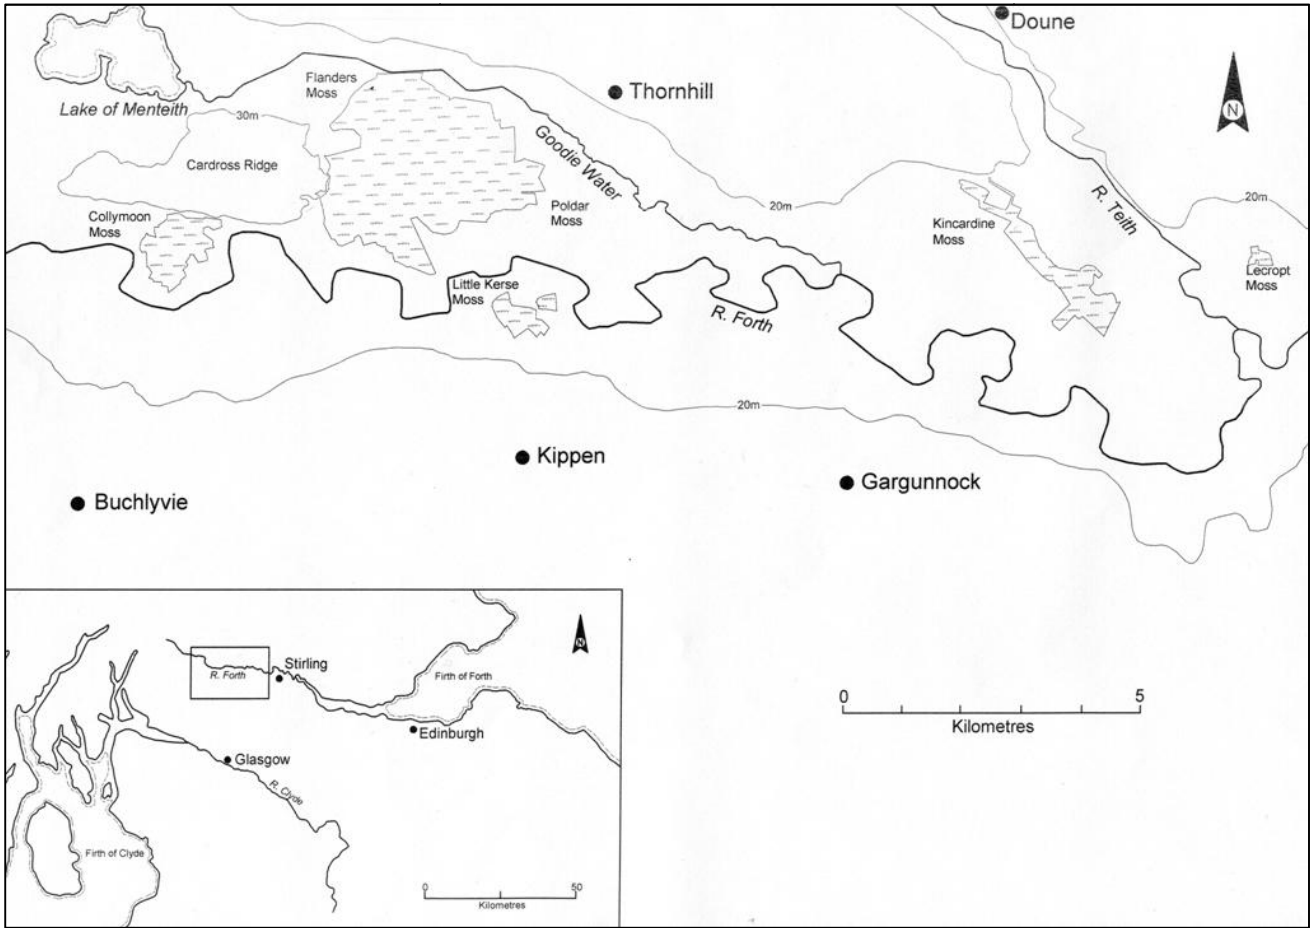 Doune
Flanders
Moss
Thornhill
N
Lake of Menteith
30m
Goodie Water
Cardross Ridge
R. Teith
Collymoon
Moss
Poldar
Moss
20m
Kincardine
Moss
20m
Lecropt
Moss
Little Kerse
Moss
R. Forth
20m
Kippen
Gargunnock
Buchlyvie
N
Stirling
R. Forth
Firth of Forth
Edinburgh
Glasgow
R. Clyde
Firth of Clyde
0 50
Kilometres
0 5
Kilometres